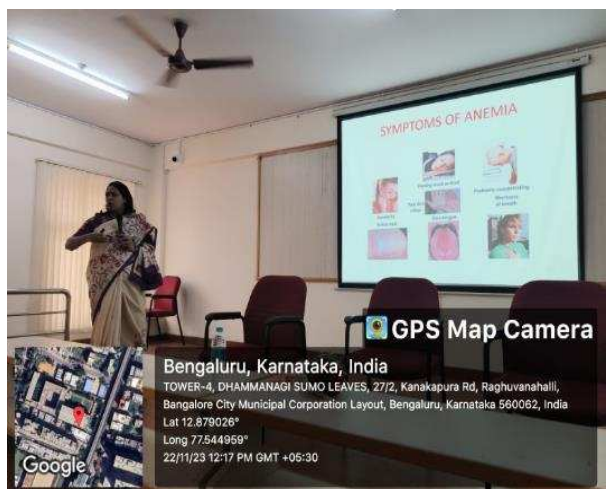 SYMPTOMS OF ANEMIA
GPS Map Camera
Bengaluru, Karnataka, India
TOWER-4, DHAMMANAGI SUMO LEAVES, 27/2, Kanakapura Rd, Raghuvanahalli,
Bangalore City Municipal Corporation Layout, Bengaluru, Karnataka 560062, India
Lat 12.879026°
Long 77.544959°
22/11/23 12:17 PM GMT +05:30
Google